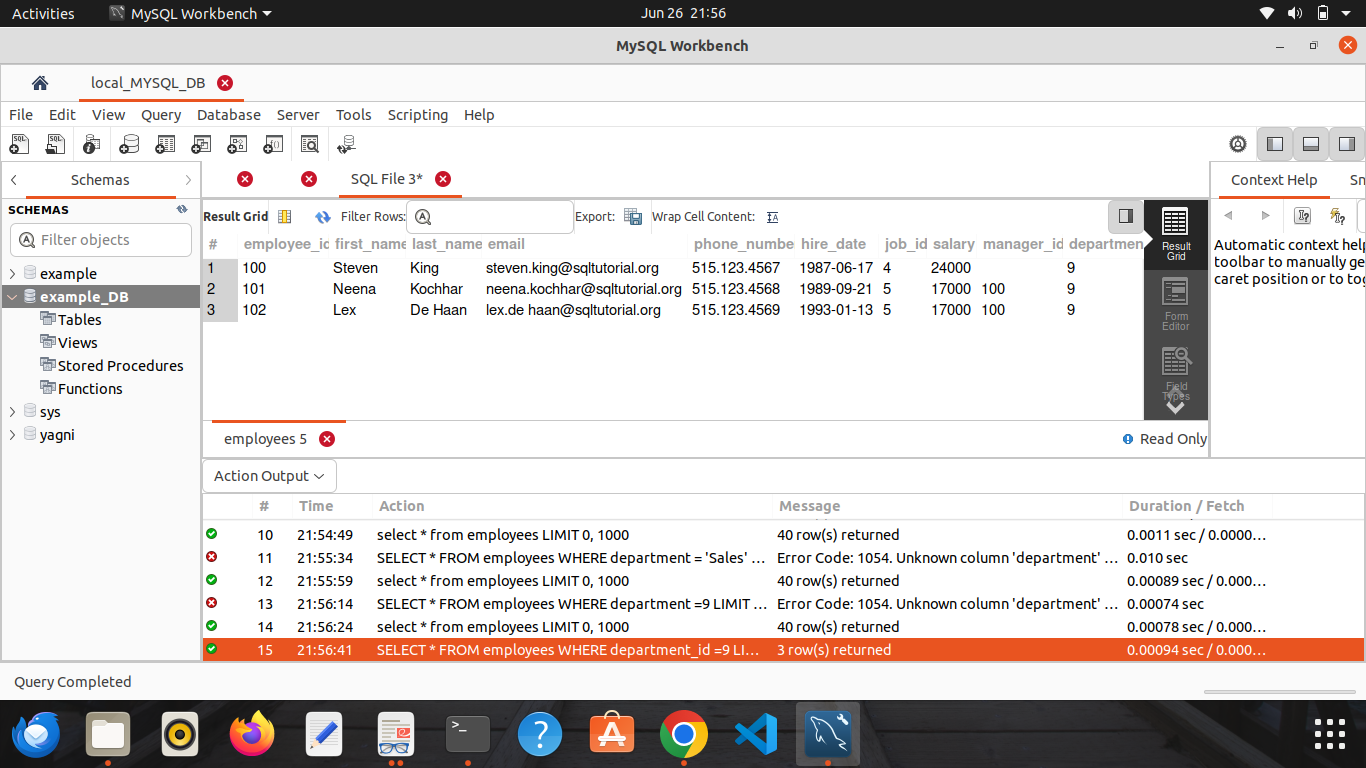 Activities MySQL Workbench Jun 26 21:56
MySQL Workbench
local_MYSQL_DB
File Edit View Query Database Server Tools Scripting Help
Schemas SQL File 3* Context Help Sn
SCHEMAS
Filter objects
example
example_DB
Tables
Views
Stored Procedures
Functions
sys
yagni
Result Grid Filter Rows: Export: Wrap Cell Content:
# employee_id first_name last_name email phone_number hire_date job_id salary manager_id departmen
1 100 Steven King steven.king@sqltutorial.org 515.123.4567 1987-06-17 4 24000 9
2 101 Neena Kochhar neena.kochhar@sqltutorial.org 515.123.4568 1989-09-21 5 17000 100 9
3 102 Lex De Haan lex.de haan@sqltutorial.org 515.123.4569 1993-01-13 5 17000 100 9
Result
Grid
Form
Editor
Field
Types
Automatic context help
toolbar to manually ge
caret position or to tog
employees 5 Read Only
Action Output
# Time Action Message Duration / Fetch
10 21:54:49 select * from employees LIMIT 0, 1000 40 row(s) returned 0.0011 sec / 0.0000…
11 21:55:34 SELECT * FROM employees WHERE department = 'Sales' … Error Code: 1054. Unknown column 'department' … 0.010 sec
12 21:55:59 select * from employees LIMIT 0, 1000 40 row(s) returned 0.00089 sec / 0.000…
13 21:56:14 SELECT * FROM employees WHERE department =9 LIMIT … Error Code: 1054. Unknown column 'department' … 0.00074 sec
14 21:56:24 select * from employees LIMIT 0, 1000 40 row(s) returned 0.00078 sec / 0.000…
15 21:56:41 SELECT * FROM employees WHERE department_id =9 LI… 3 row(s) returned 0.00094 sec / 0.000…
Query Completed